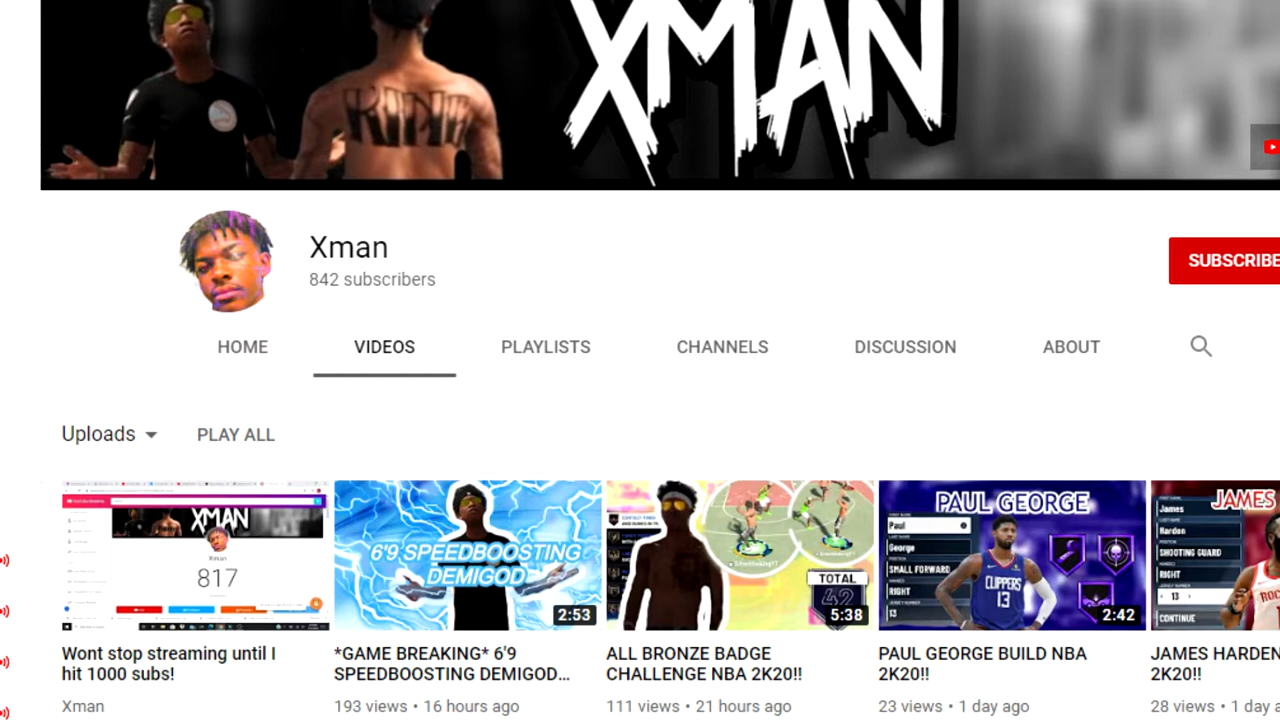 XMAN
KING
Xman
842 subscribers
SUBSCRIBE
HOME
VIDEOS
PLAYLISTS
CHANNELS
DISCUSSION
ABOUT
Uploads
PLAY ALL
XMAN
Xman
817
6'9 SPEEDBOOSTING
DEMIGOD
2:53
TOTAL
42
5:38
PAUL GEORGE
Paul
George
SMALL FORWARD
RIGHT
13
CLIPPERS
13
2:42
JAMES
James
Harden
SHOOTING GUARD
RIGHT
13
CONTINUE
ROC
Wont stop streaming until I
hit 1000 subs!
Xman
*GAME BREAKING* 6'9
SPEEDBOOSTING DEMIGOD...
193 views • 16 hours ago
ALL BRONZE BADGE
CHALLENGE NBA 2K20!!
111 views • 21 hours ago
PAUL GEORGE BUILD NBA
2K20!!
23 views • 1 day ago
JAMES HARDEN
2K20!!
28 views • 1 day a